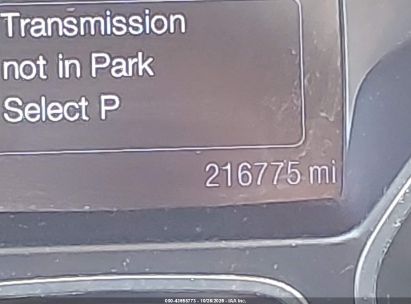 Transmission
not in Park
Select P
216775 mi